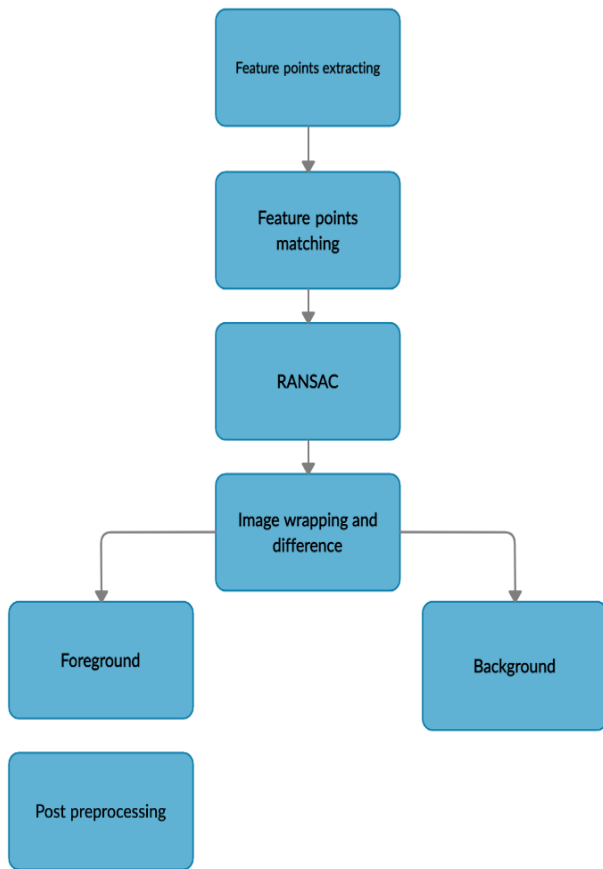 Feature points extracting
Feature points
matching
RANSAC
Image wrapping and
difference
Foreground
Background
Post preprocessing